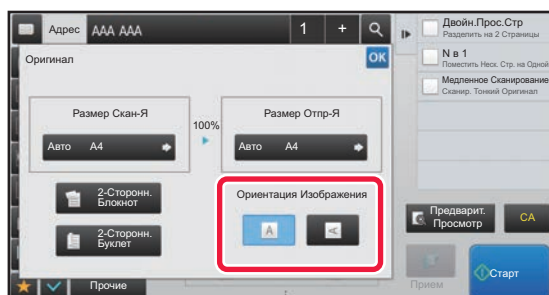 Адрес AAA AAA 1 +
Оригинал OK
Размер Скан-Я
100%
Размер Отпр-Я
Авто A4
Авто A4
2-Сторонн.
Блокнот
2-Сторонн.
Буклет
Ориентация Изображения
A A
Прочие
Двойн.Прос.Стр
Разделить на 2 Страницы
N в 1
Поместить Неск. Стр. на Одной
Медленное Сканирование
Сканир. Тонкий Оригинал
Предварит.
Просмотр
CA
Прием
Старт